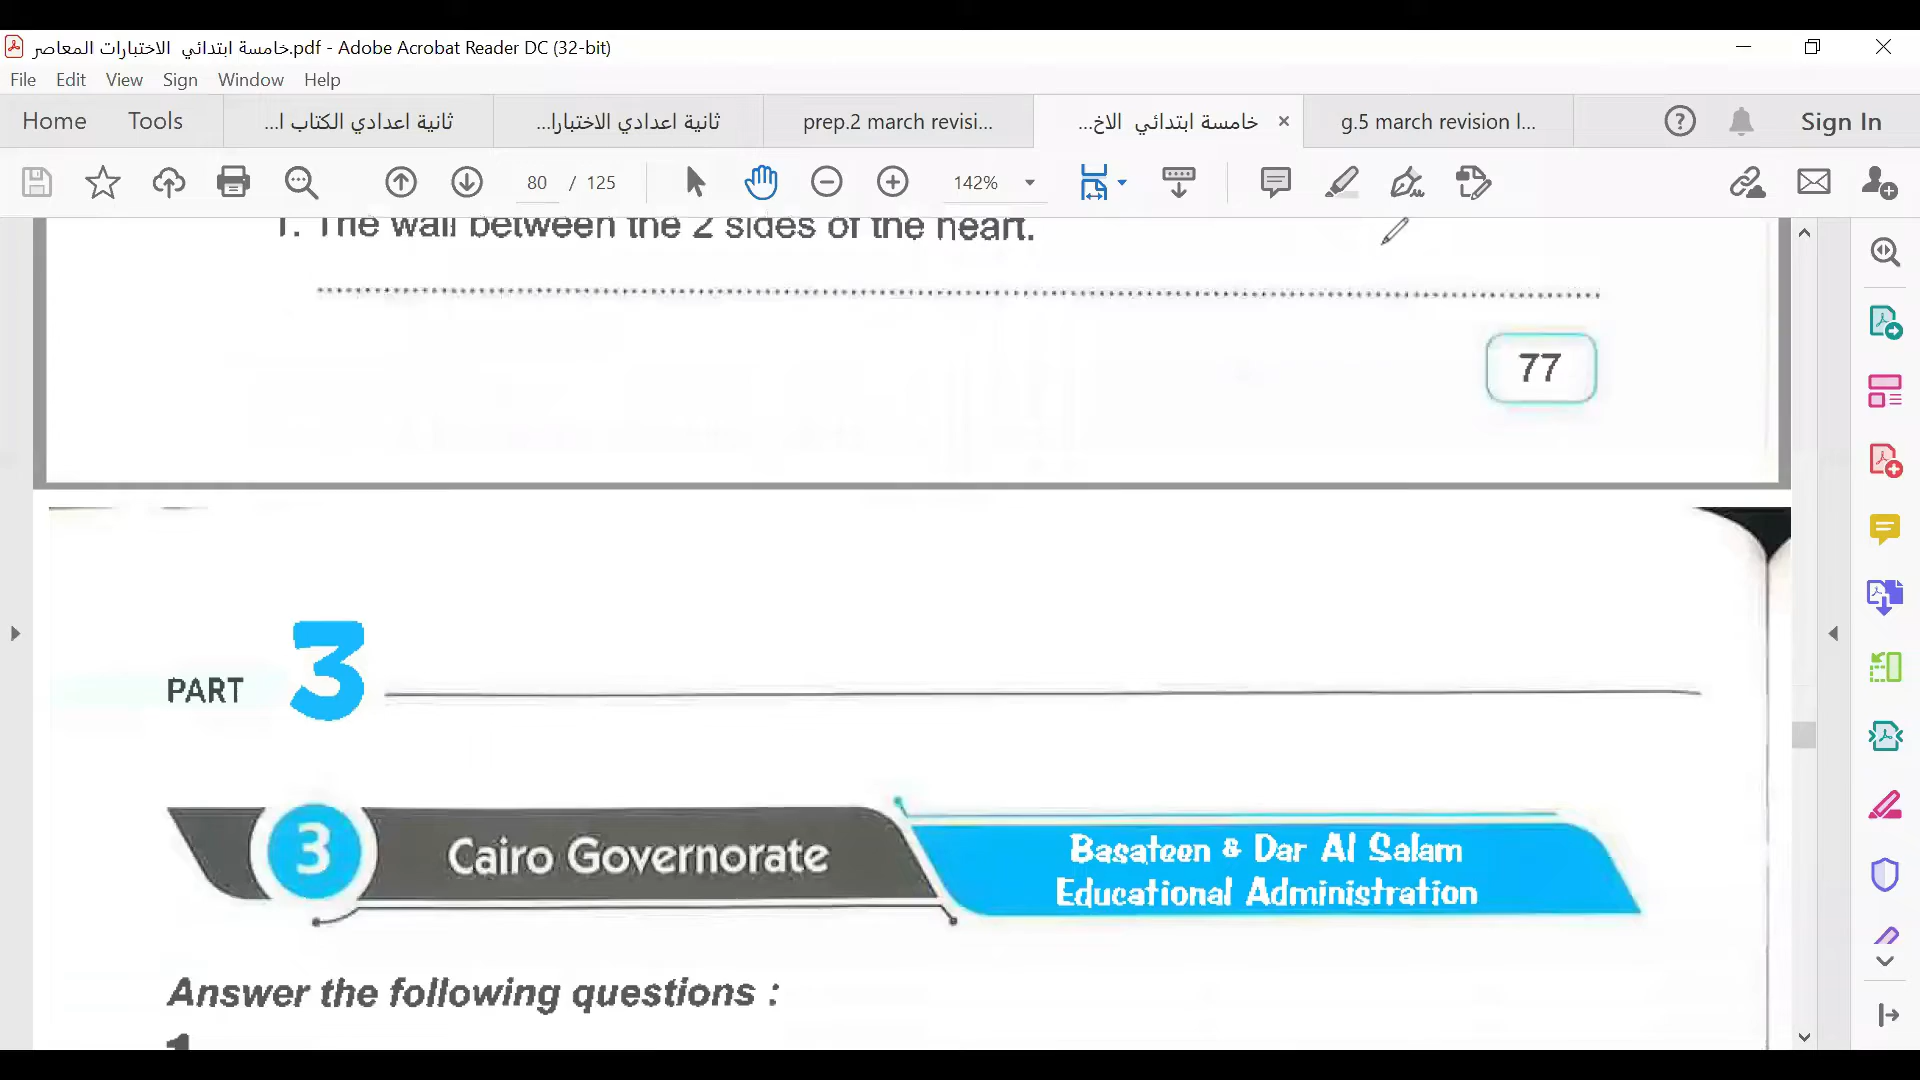 خامسة ابتدائي الاختبارات المعاصر.pdf - Adobe Acrobat Reader DC (32-bit)
File Edit View Sign Window Help
Home Tools ثانية اعدادي الكتاب ا... ثانية اعدادي الاختبارا... prep.2 march revisi... خامسة ابتدائي الاخ... × g.5 march revision l... Sign In
80 / 125 142%
1. The wall between the 2 sides of the heart.
77
PART 3
3 Cairo Governorate
Basateen & Dar Al Salam
Educational Administration
Answer the following questions :
1